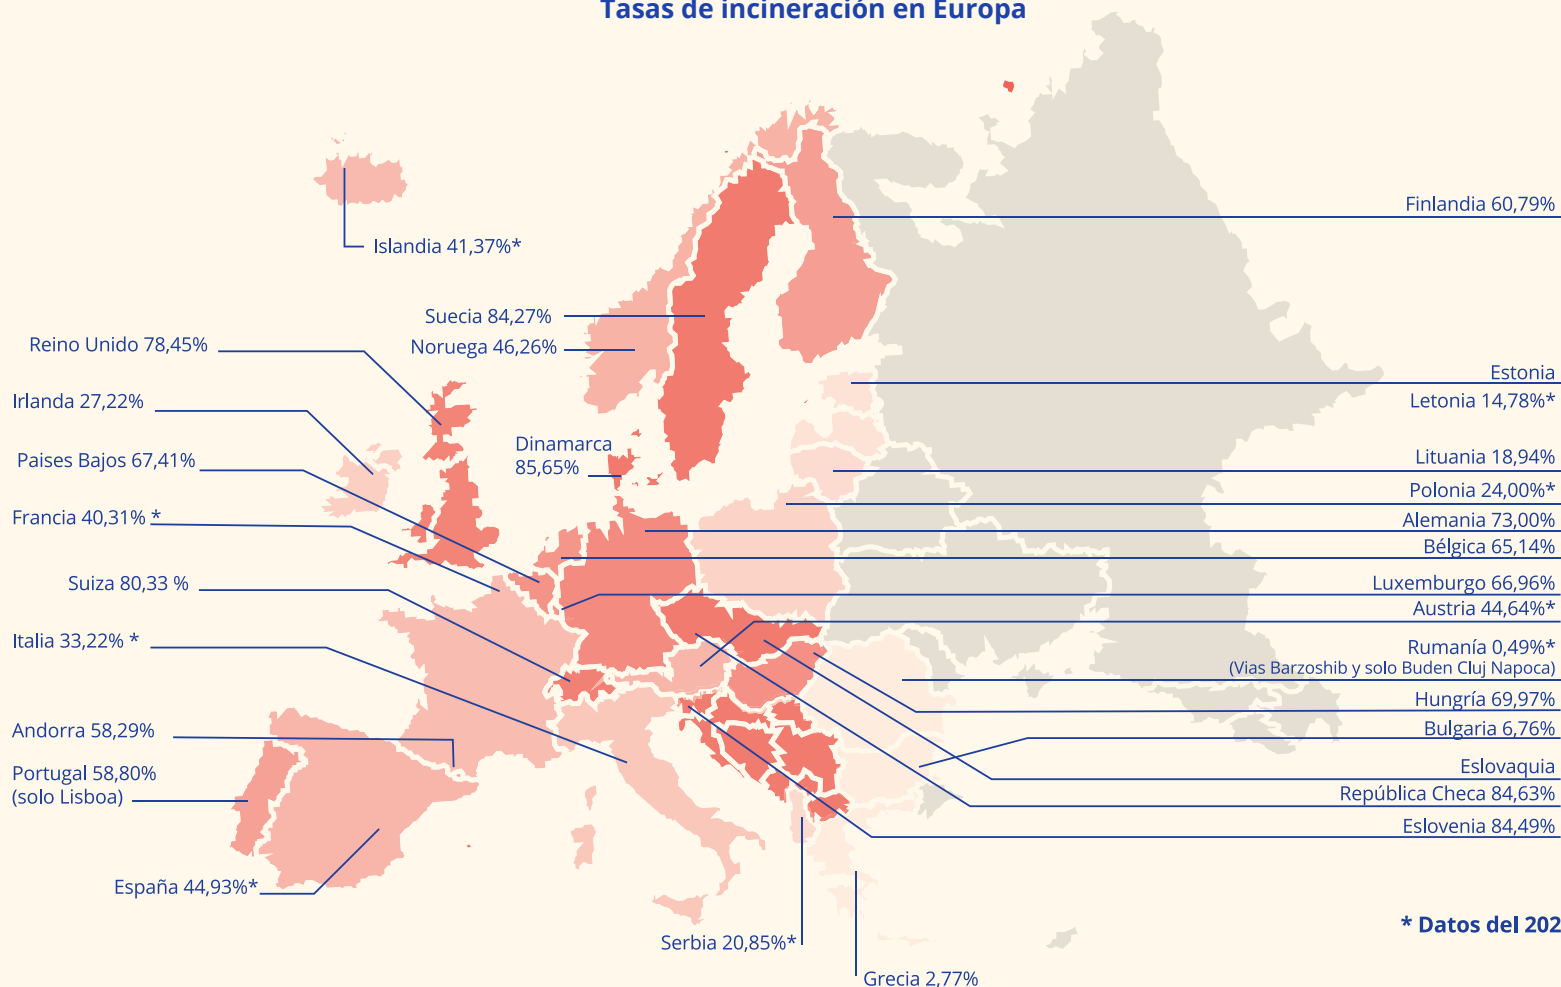 Tasas de incineración en Europa
Finlandia 60,79%
Islandia 41,37%*
Suecia 84,27%
Reino Unido 78,45%
Noruega 46,26%
Estonia
Irlanda 27,22%
Letonia 14,78%*
Dinamarca
85,65%
Paises Bajos 67,41%
Lituania 18,94%
Polonia 24,00%*
Francia 40,31% *
Alemania 73,00%
Bélgica 65,14%
Suiza 80,33 %
Luxemburgo 66,96%
Austria 44,64%*
Italia 33,22% *
Rumanía 0,49%*
(Vias Barzoshib y solo Buden Cluj Napoca)
Hungría 69,97%
Andorra 58,29%
Bulgaria 6,76%
Portugal 58,80%
(solo Lisboa)
Eslovaquia
República Checa 84,63%
Eslovenia 84,49%
España 44,93%*
* Datos del 202
Serbia 20,85%*
Grecia 2,77%